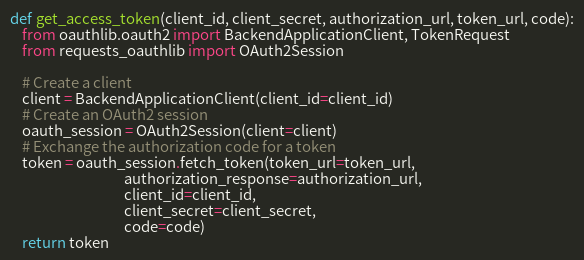 def get_access_token(client_id, client_secret, authorization_url, token_url, code):
from oauthlib.oauth2 import BackendApplicationClient, TokenRequest
from requests_oauthlib import OAuth2Session
# Create a client
client = BackendApplicationClient(client_id=client_id)
# Create an OAuth2 session
oauth_session = OAuth2Session(client=client)
# Exchange the authorization code for a token
token = oauth_session.fetch_token(token_url=token_url,
authorization_response=authorization_url,
client_id=client_id,
client_secret=client_secret,
code=code)
return token